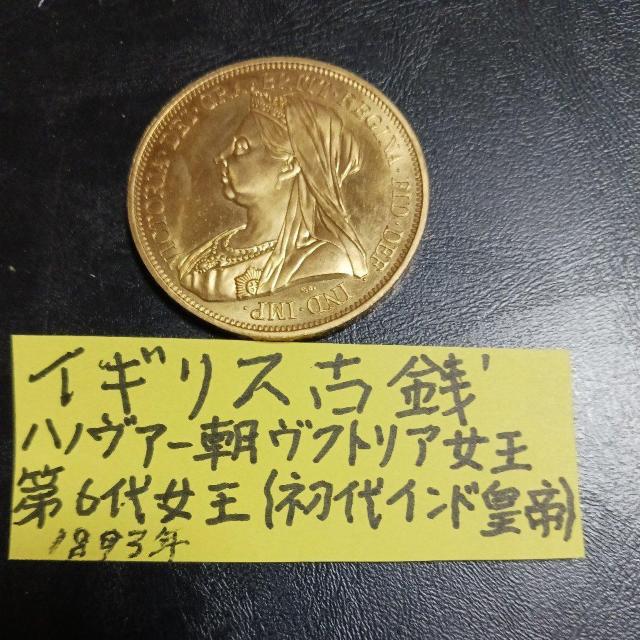 VICTORIA · DEI · GRA · BRITT · REGINA · FID · DEF · IND · IMP ·
イギリス古銭
ハノヴァー朝ヴクトリア女王
第6代女王(初代インド皇帝)
1893年